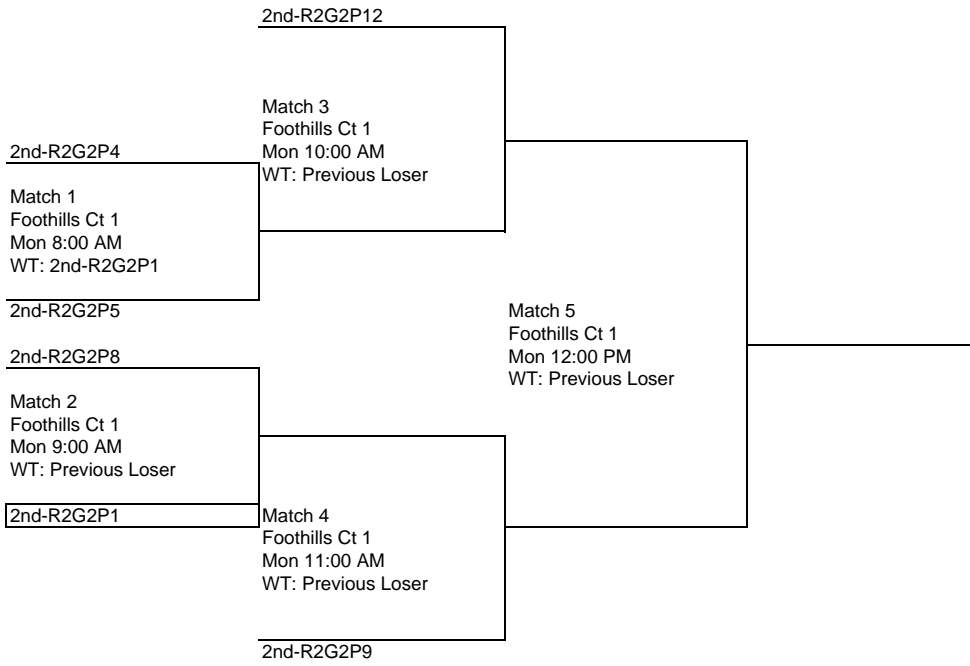 2nd-R2G2P12
Match 3
Foothills Ct 1
Mon 10:00 AM
WT: Previous Loser
2nd-R2G2P4
Match 1
Foothills Ct 1
Mon 8:00 AM
WT: 2nd-R2G2P1
2nd-R2G2P5
Match 5
Foothills Ct 1
Mon 12:00 PM
WT: Previous Loser
2nd-R2G2P8
Match 2
Foothills Ct 1
Mon 9:00 AM
WT: Previous Loser
2nd-R2G2P1
Match 4
Foothills Ct 1
Mon 11:00 AM
WT: Previous Loser
2nd-R2G2P9